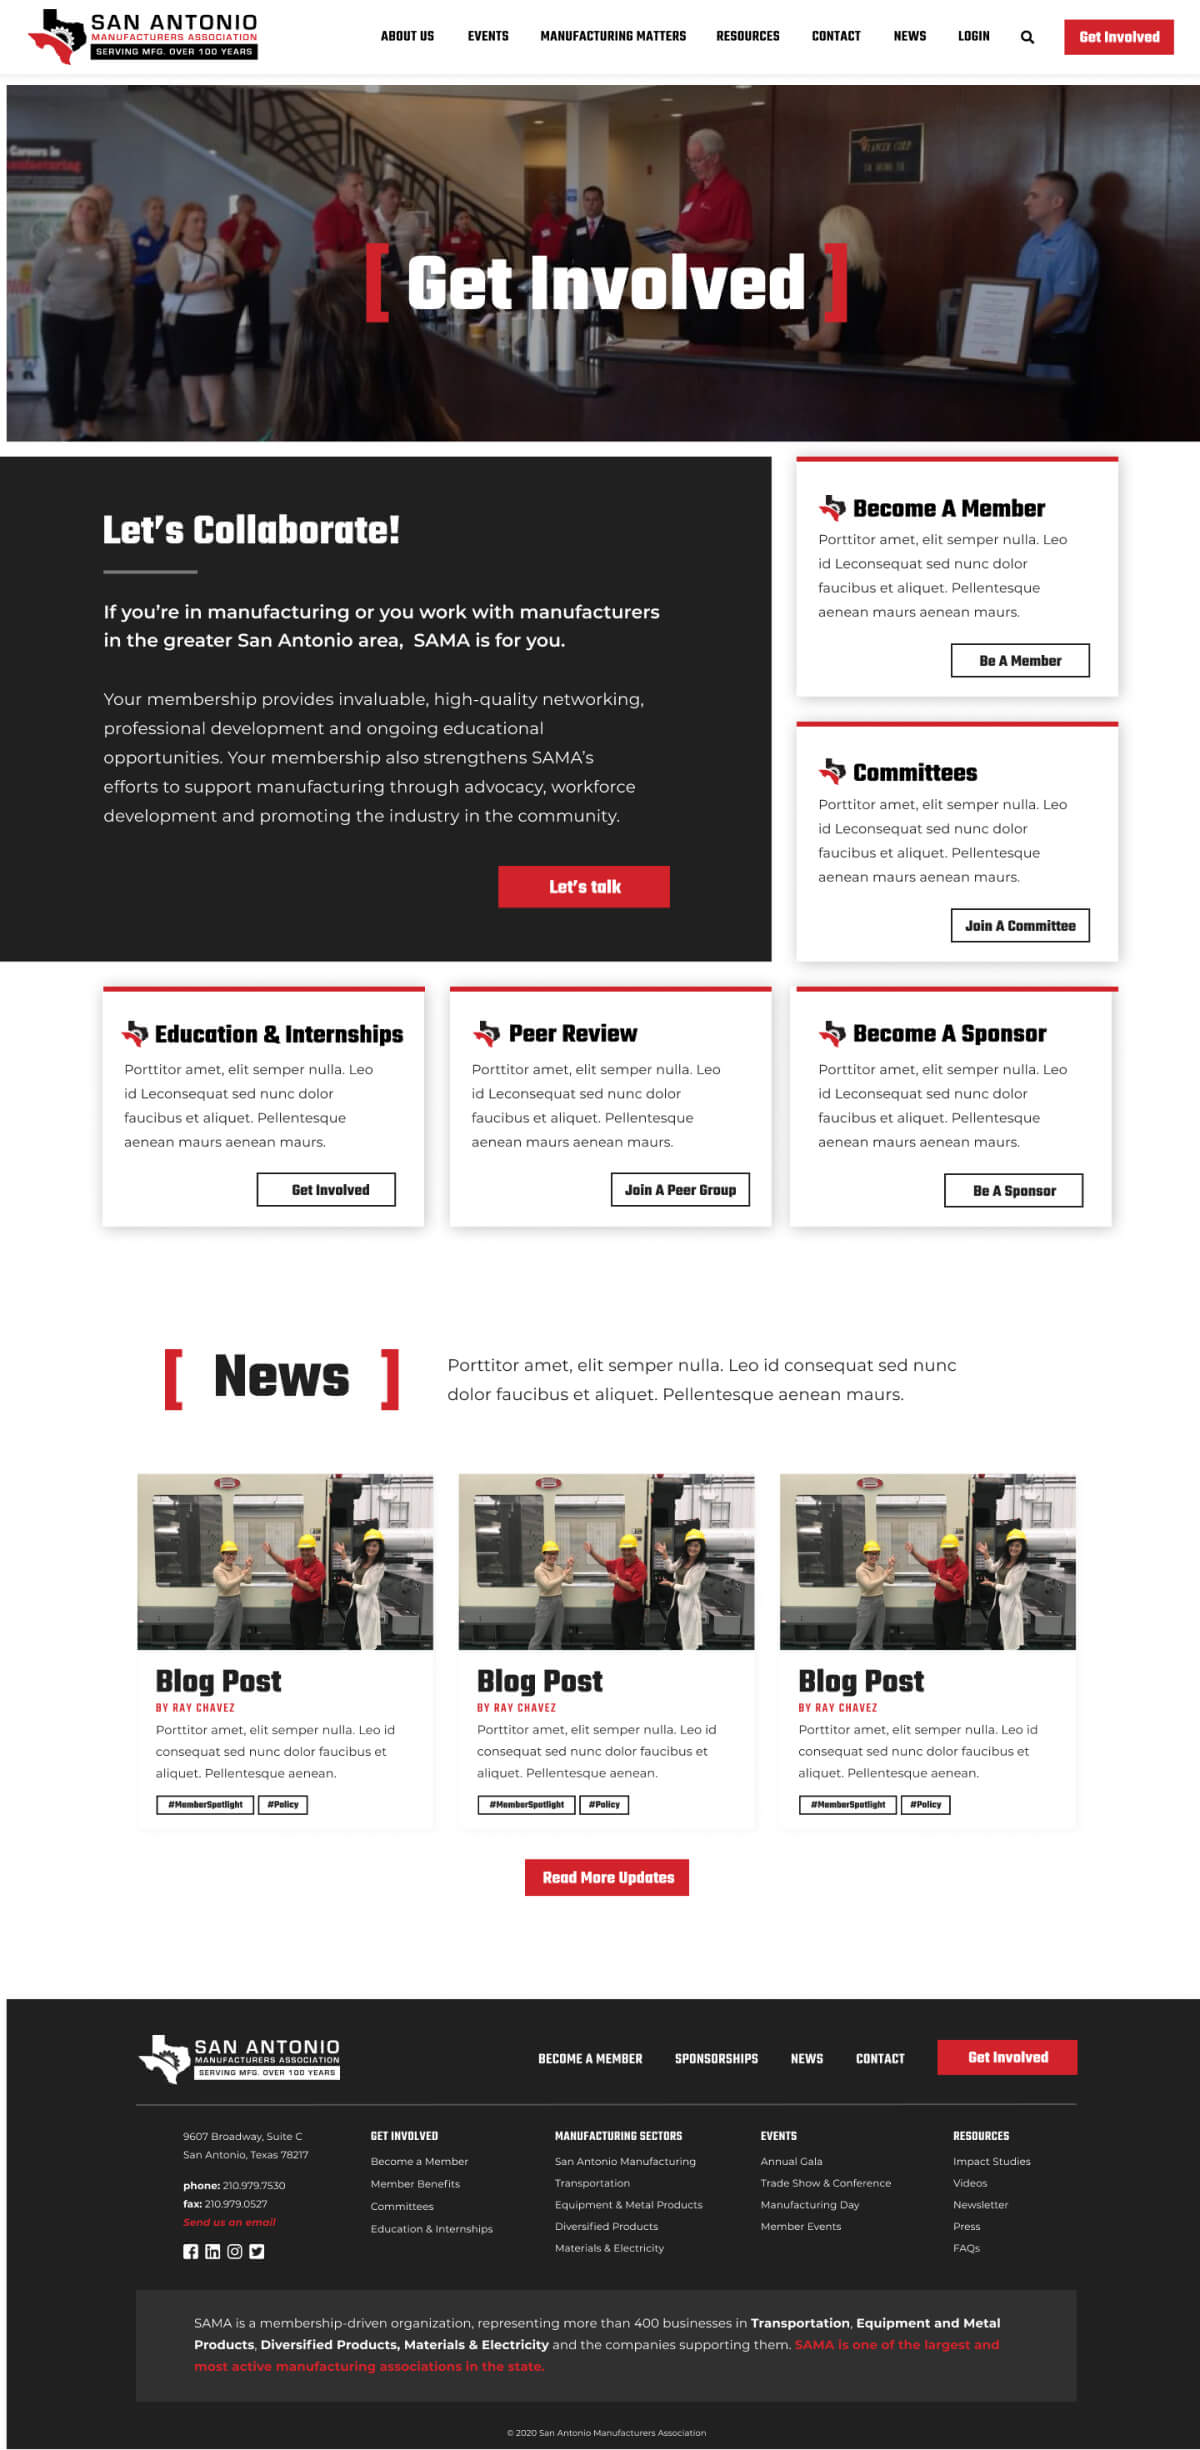 SAN ANTONIO
MANUFACTURERS ASSOCIATION
SERVING MFG. OVER 100 YEARS
ABOUT US
EVENTS
MANUFACTURING MATTERS
RESOURCES
CONTACT
NEWS
LOGIN
Get Involved
Careers in
[ Get Involved ]
Let's Collaborate!
If you're in manufacturing or you work with manufacturers
in the greater San Antonio area,  SAMA is for you.
Your membership provides invaluable, high-quality networking,
professional development and ongoing educational
opportunities. Your membership also strengthens SAMA's
efforts to support manufacturing through advocacy, workforce
development and promoting the industry in the community.
Let's talk
Become A Member
Porttitor amet, elit semper nulla. Leo
id Leconsequat sed nunc dolor
faucibus et aliquet. Pellentesque
aenean maurs aenean maurs.
Be A Member
Committees
Porttitor amet, elit semper nulla. Leo
id Leconsequat sed nunc dolor
faucibus et aliquet. Pellentesque
aenean maurs aenean maurs.
Join A Committee
Education & Internships
Porttitor amet, elit semper nulla. Leo
id Leconsequat sed nunc dolor
faucibus et aliquet. Pellentesque
aenean maurs aenean maurs.
Get Involved
Peer Review
Porttitor amet, elit semper nulla. Leo
id Leconsequat sed nunc dolor
faucibus et aliquet. Pellentesque
aenean maurs aenean maurs.
Join A Peer Group
Become A Sponsor
Porttitor amet, elit semper nulla. Leo
id Leconsequat sed nunc dolor
faucibus et aliquet. Pellentesque
aenean maurs aenean maurs.
Be A Sponsor
[ News ]
Porttitor amet, elit semper nulla. Leo id consequat sed nunc
dolor faucibus et aliquet. Pellentesque aenean maurs.
Blog Post
BY RAY CHAVEZ
Porttitor amet, elit semper nulla. Leo id
consequat sed nunc dolor faucibus et
aliquet. Pellentesque aenean.
#MemberSpotlight
#Policy
Blog Post
BY RAY CHAVEZ
Porttitor amet, elit semper nulla. Leo id
consequat sed nunc dolor faucibus et
aliquet. Pellentesque aenean.
#MemberSpotlight
#Policy
Blog Post
BY RAY CHAVEZ
Porttitor amet, elit semper nulla. Leo id
consequat sed nunc dolor faucibus et
aliquet. Pellentesque aenean.
#MemberSpotlight
#Policy
Read More Updates
SAN ANTONIO
MANUFACTURERS ASSOCIATION
SERVING MFG. OVER 100 YEARS
BECOME A MEMBER
SPONSORSHIPS
NEWS
CONTACT
Get Involved
9607 Broadway, Suite C
San Antonio, Texas 78217
phone: 210.979.7530
fax: 210.979.0527
Send us an email
GET INVOLVED
Become a Member
Member Benefits
Committees
Education & Internships
MANUFACTURING SECTORS
San Antonio Manufacturing
Transportation
Equipment & Metal Products
Diversified Products
Materials & Electricity
EVENTS
Annual Gala
Trade Show & Conference
Manufacturing Day
Member Events
RESOURCES
Impact Studies
Videos
Newsletter
Press
FAQs
SAMA is a membership-driven organization, representing more than 400 businesses in Transportation, Equipment and Metal
Products, Diversified Products, Materials & Electricity and the companies supporting them. SAMA is one of the largest and
most active manufacturing associations in the state.
© 2020 San Antonio Manufacturers Association